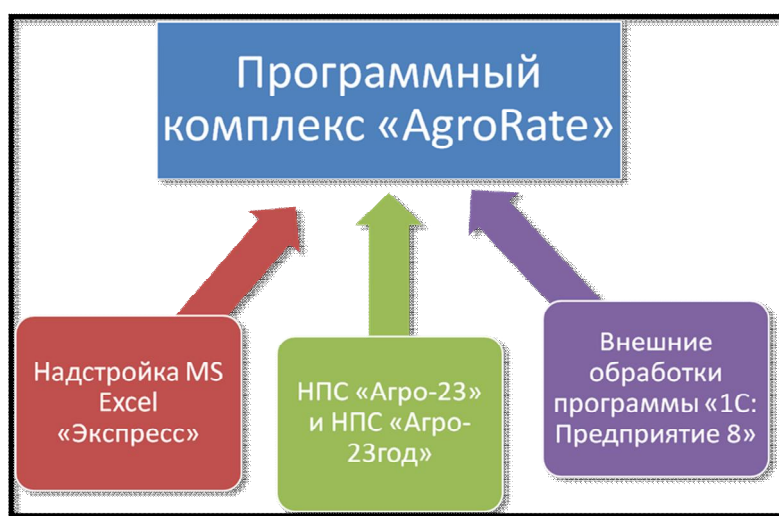 Программный
комплекс «AgroRate»
Надстройка MS
Excel
«Экспресс»
НПС «Агро-23»
и НПС «Агро-
23год»
Внешние
обработки
программы «1С:
Предприятие 8»